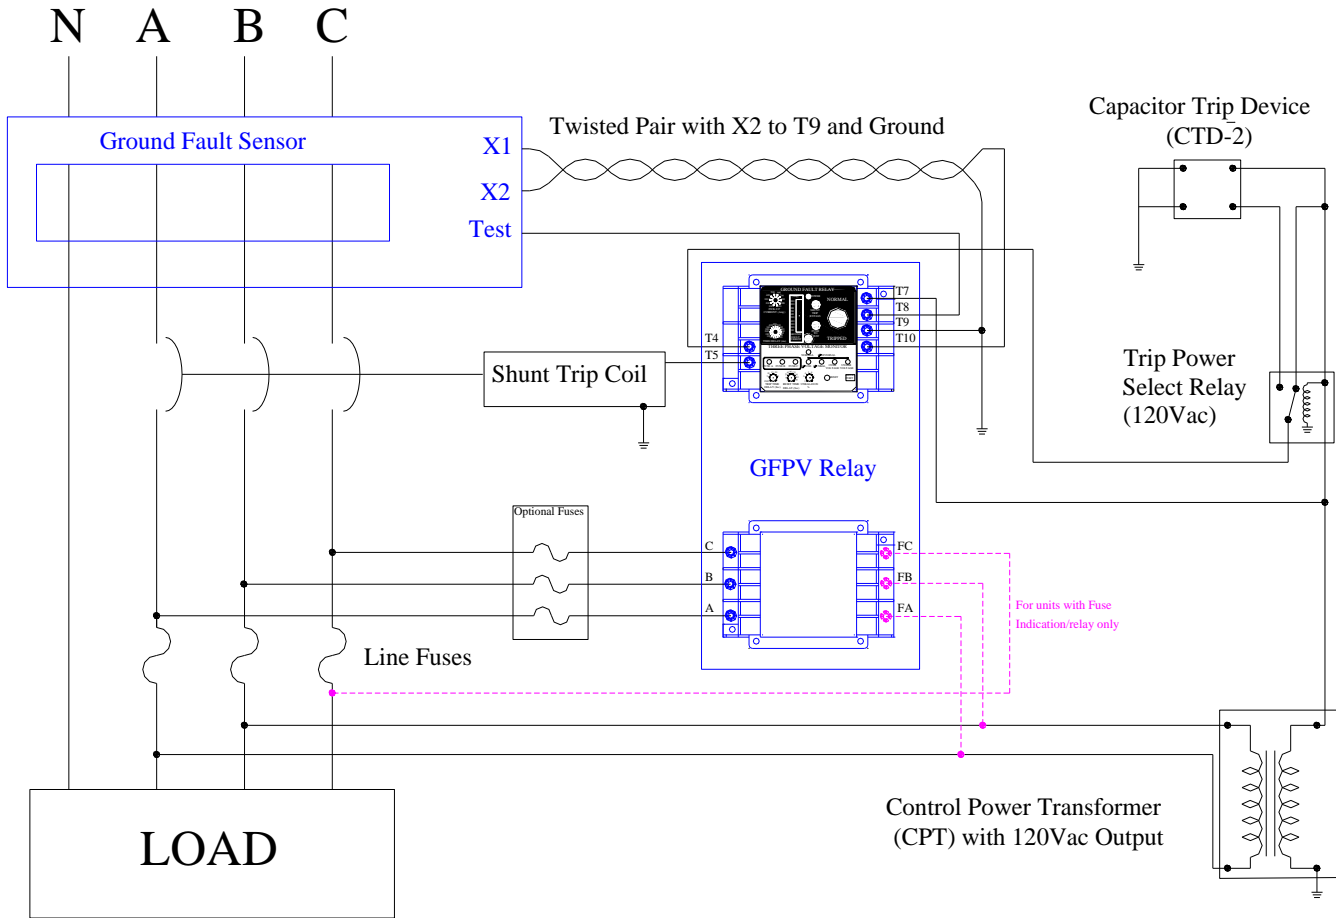 N A B C
Ground Fault Sensor
X1
X2
Test
Twisted Pair with X2 to T9 and Ground
Capacitor Trip Device
(CTD-2)
GROUND FAULT RELAY
NORMAL
TRIPPED
THREE PHASE VOLTAGE MONITOR
T4
T5
T7
T8
T9
T10
Shunt Trip Coil
Trip Power
Select Relay
(120Vac)
GFPV Relay
Optional Fuses
C
B
A
FC
FB
FA
For units with Fuse
Indication/relay only
Line Fuses
LOAD
Control Power Transformer
(CPT) with 120Vac Output